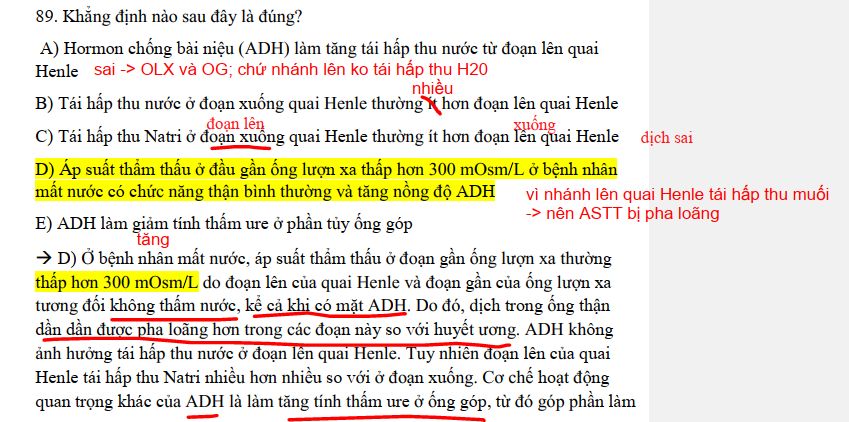 89. Khẳng định nào sau đây là đúng?
A) Hormon chống bài niệu (ADH) làm tăng tái hấp thu nước từ đoạn lên quai
Henle sai -> OLX và OG; chứ nhánh lên ko tái hấp thu H20
nhiều
B) Tái hấp thu nước ở đoạn xuống quai Henle thường ít hơn đoạn lên quai Henle
đoạn lên xuống
C) Tái hấp thu Natri ở đoạn xuống quai Henle thường ít hơn đoạn lên quai Henle dịch sai
D) Áp suất thẩm thấu ở đầu gần ống lượn xa thấp hơn 300 mOsm/L ở bệnh nhân
mất nước có chức năng thận bình thường và tăng nồng độ ADH
vì nhánh lên quai Henle tái hấp thu muối
-> nên ASTT bị pha loãng
E) ADH làm giảm tính thấm ure ở phần tủy ống góp
tăng
→ D) Ở bệnh nhân mất nước, áp suất thẩm thấu ở đoạn gần ống lượn xa thường
thấp hơn 300 mOsm/L do đoạn lên của quai Henle và đoạn gần của ống lượn xa
tương đối không thấm nước, kể cả khi có mặt ADH. Do đó, dịch trong ống thận
dần dần được pha loãng hơn trong các đoạn này so với huyết ương. ADH không
ảnh hưởng tái hấp thu nước ở đoạn lên quai Henle. Tuy nhiên đoạn lên của quai
Henle tái hấp thu Natri nhiều hơn nhiều so với ở đoạn xuống. Cơ chế hoạt động
quan trọng khác của ADH là làm tăng tính thấm ure ở ống góp, từ đó góp phần làm